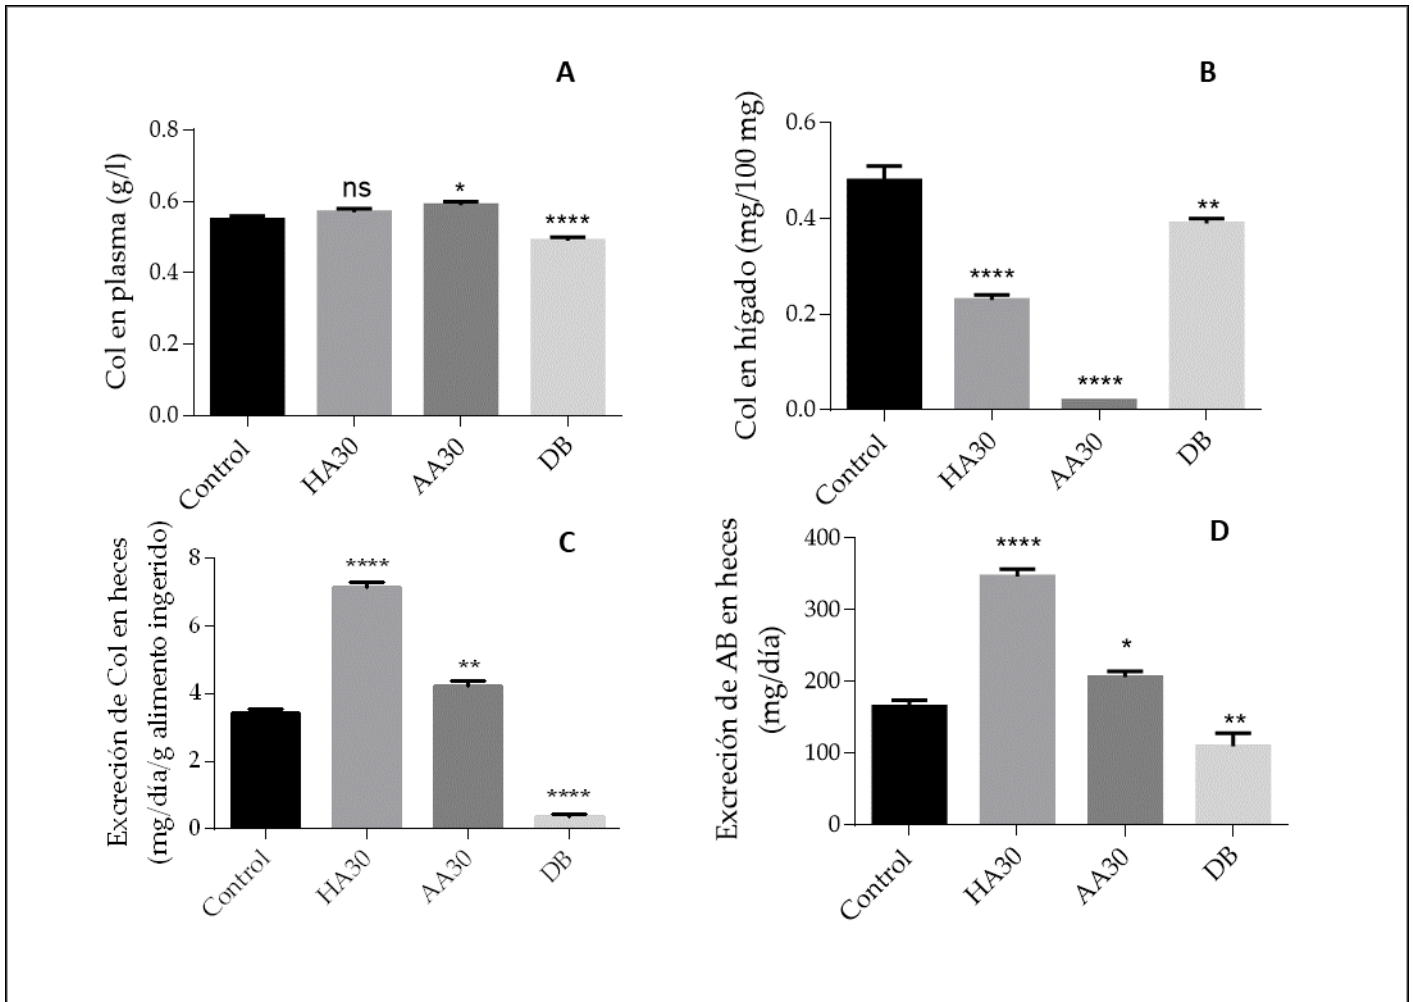 A
Col en plasma (g/l)
0.8
0.6
0.4
0.2
0.0
ns
*
****
Control
HA30
AA30
DB
B
Col en hígado (mg/100 mg)
0.6
0.4
0.2
0.0
****
****
**
Control
HA30
AA30
DB
C
Excreción de Col en heces
(mg/día/g alimento ingerido)
8
6
4
2
0
****
**
****
Control
HA30
AA30
DB
D
Excreción de AB en heces
(mg/día)
400
300
200
100
0
****
*
**
Control
HA30
AA30
DB